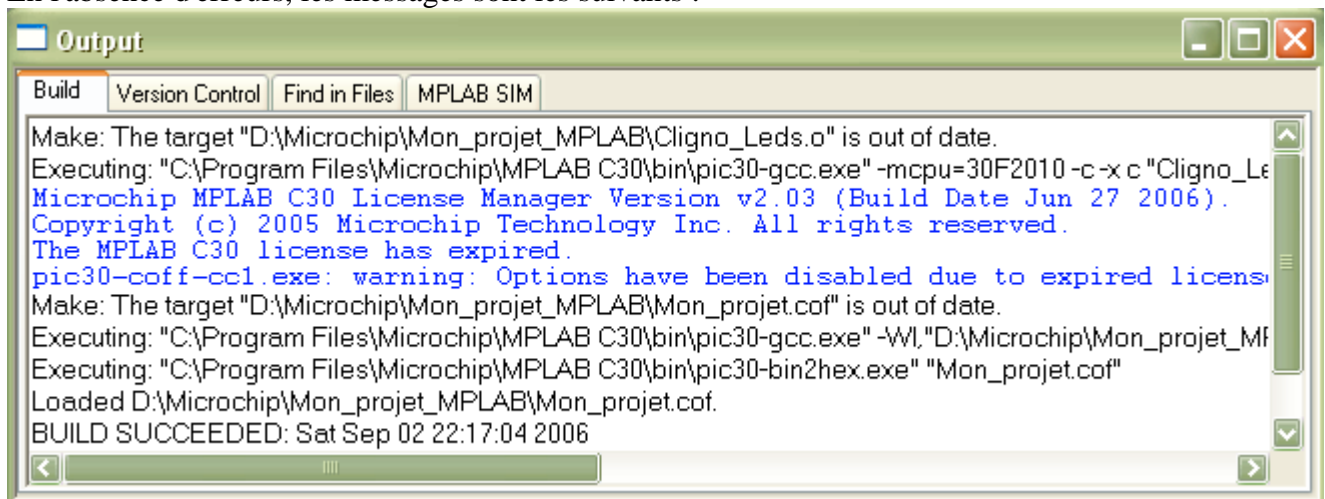 En l'absence d'erreurs, les messages sont les suivants :
Output
Build Version Control Find in Files MPLAB SIM
Make: The target "D:\Microchip\Mon_projet_MPLAB\Cligno_Leds.o" is out of date.
Executing: "C:\Program Files\Microchip\MPLAB C30\bin\pic30-gcc.exe" -mcpu=30F2010 -c -x c "Cligno_Le
Microchip MPLAB C30 License Manager Version v2.03 (Build Date Jun 27 2006).
Copyright (c) 2005 Microchip Technology Inc. All rights reserved.
The MPLAB C30 license has expired.
pic30-coff-cc1.exe: warning: Options have been disabled due to expired licens
Make: The target "D:\Microchip\Mon_projet_MPLAB\Mon_projet.cof" is out of date.
Executing: "C:\Program Files\Microchip\MPLAB C30\bin\pic30-gcc.exe" -Wl,"D:\Microchip\Mon_projet_MP
Executing: "C:\Program Files\Microchip\MPLAB C30\bin\pic30-bin2hex.exe" "Mon_projet.cof"
Loaded D:\Microchip\Mon_projet_MPLAB\Mon_projet.cof.
BUILD SUCCEEDED: Sat Sep 02 22:17:04 2006